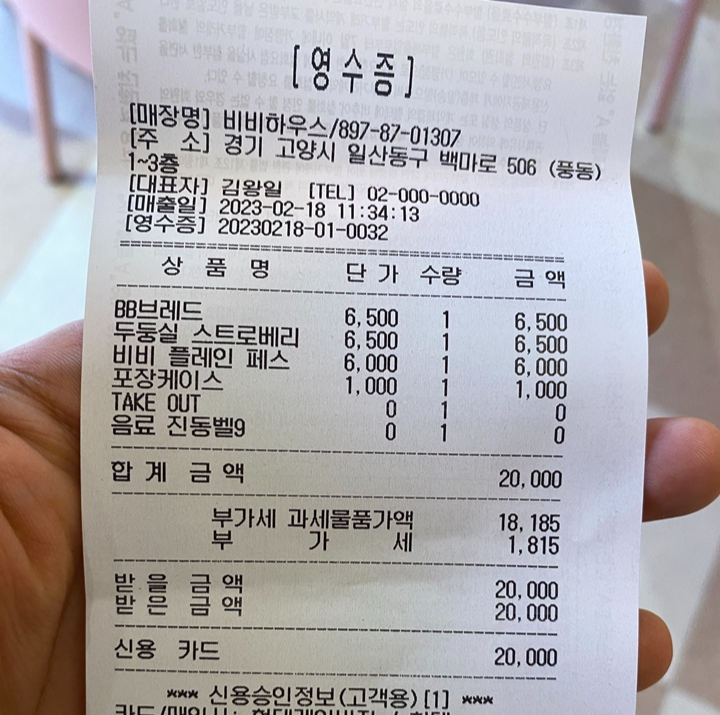 [영수증]
[매장명] 비비하우스/897-87-01307
[주 소] 경기 고양시 일산동구 백마로 506 (풍동)
1~3층
[대표자] 김왕일 [TEL] 02-000-0000
[매출일] 2023-02-18 11:34:13
[영수증] 20230218-01-0032
상 품 명 단 가 수량 금 액
BB브레드 6,500 1 6,500
두둥실 스트로베리 6,500 1 6,500
비비 플레인 페스 6,000 1 6,000
포장케이스 1,000 1 1,000
TAKE OUT 0 1 0
음료 진동벨9 0 1 0
합 계 금 액 20,000
부가세 과세물품가액 18,185
부 가 세 1,815
받 을 금 액 20,000
받 은 금 액 20,000
신용 카드 20,000
*** 신용승인정보(고객용)[1] ***